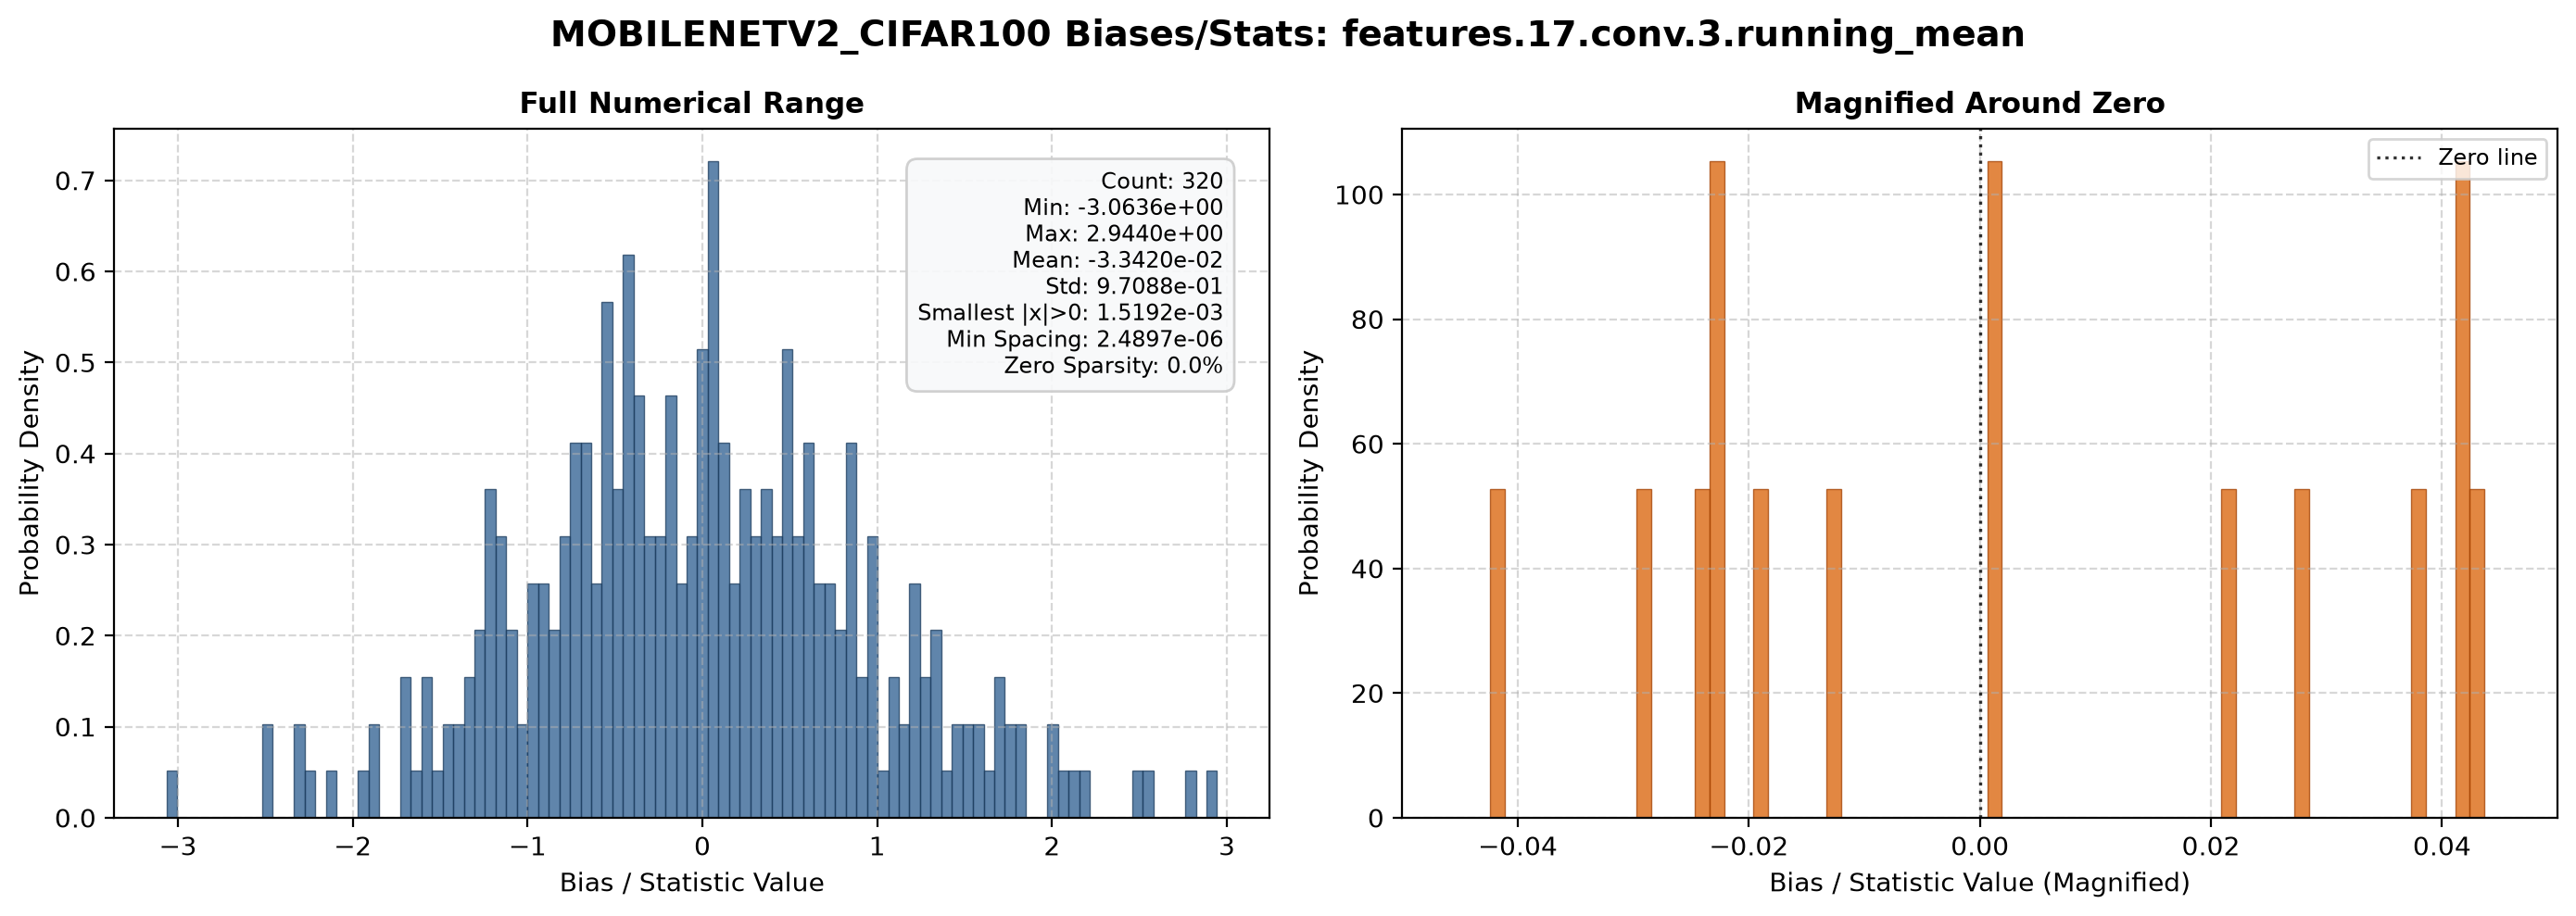 MOBILENETV2_CIFAR100 Biases/Stats: features.17.conv.3.running_mean
Full Numerical Range
Probability Density
0.7
0.6
0.5
0.4
0.3
0.2
0.1
0.0
Count: 320
Min: -3.0636e+00
Max: 2.9440e+00
Mean: -3.3420e-02
Std: 9.7088e-01
Smallest |x|>0: 1.5192e-03
Min Spacing: 2.4897e-06
Zero Sparsity: 0.0%
−3 −2 −1 0 1 2 3
Bias / Statistic Value
Magnified Around Zero
Probability Density
100
80
60
40
20
0
Zero line
−0.04 −0.02 0.00 0.02 0.04
Bias / Statistic Value (Magnified)